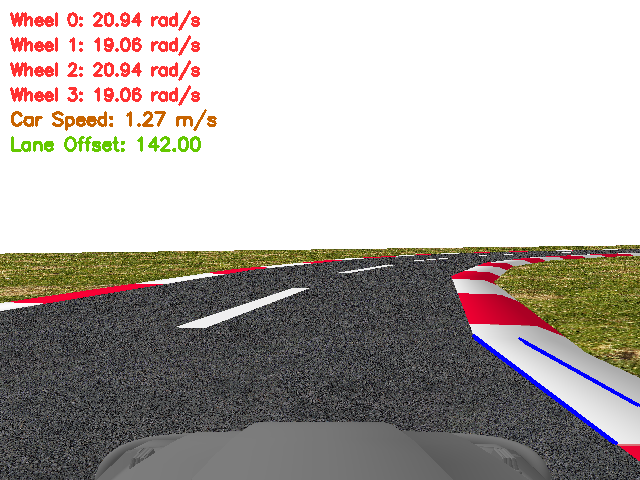 Wheel 0: 20.94 rad/s
Wheel 1: 19.06 rad/s
Wheel 2: 20.94 rad/s
Wheel 3: 19.06 rad/s
Car Speed: 1.27 m/s
Lane Offset: 142.00